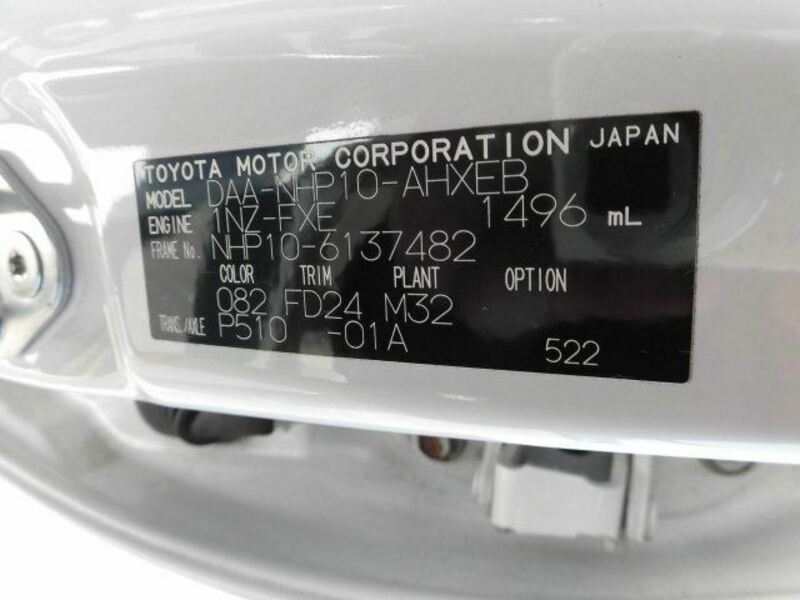 TOYOTA MOTOR CORPORATION JAPAN
MODEL DAA-NHP10-AHXEB
ENGINE 1NZ-FXE 1496 mL
FRAME No. NHP10-6137482
COLOR TRIM PLANT OPTION
082 FD24 M32
TRANS./AXLE P510 -01A
522